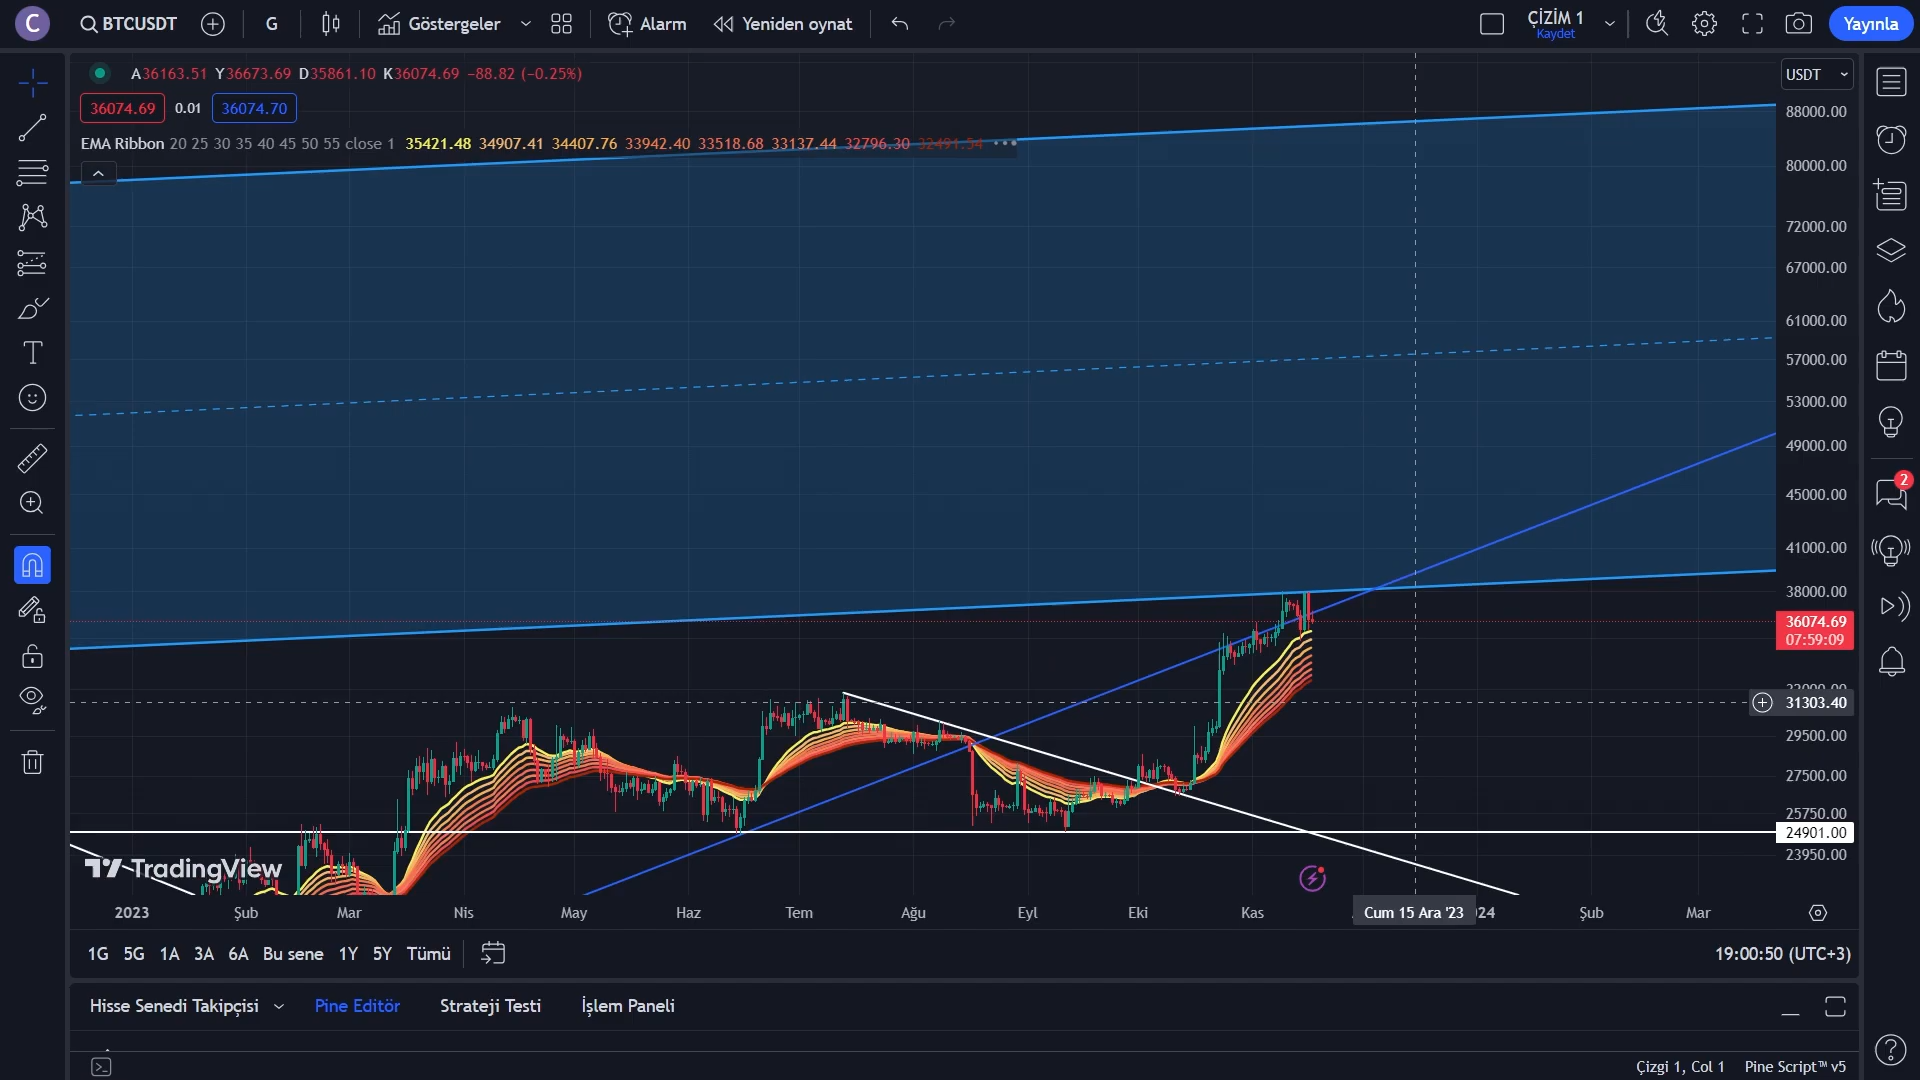 C
BTCUSDT
G
Göstergeler
Alarm
Yeniden oynat
ÇİZİM 1
Kaydet
Yayınla
A36163.51 Y36673.69 D35861.10 K36074.69 −88.82 (−0.25%)
36074.69 0.01 36074.70
EMA Ribbon 20 25 30 35 40 45 50 55 close 1 35421.48 34907.41 34407.76 33942.40 33518.68 33137.44 32796.30 32491.54
USDT
88000.00
80000.00
72000.00
67000.00
61000.00
57000.00
53000.00
49000.00
45000.00
41000.00
38000.00
36074.69
07:59:09
31303.40
29500.00
27500.00
25750.00
24901.00
23950.00
2
TradingView
2023 Şub Mar Nis May Haz Tem Ağu Eyl Eki Kas Cum 15 Ara '23 24 Şub Mar
1G 5G 1A 3A 6A Bu sene 1Y 5Y Tümü
19:00:50 (UTC+3)
Hisse Senedi Takipçisi Pine Editör Strateji Testi İşlem Paneli
Çizgi 1, Col 1 Pine Script™ v5